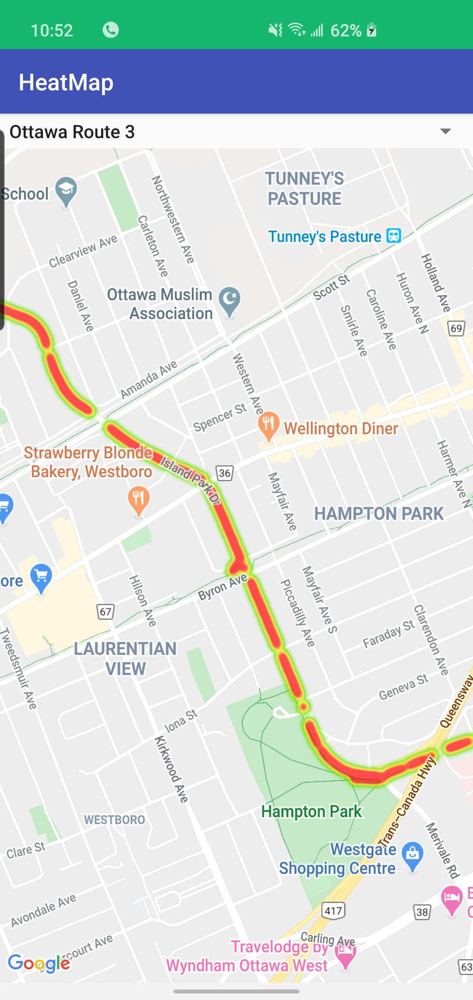 10:52
62%
HeatMap
Ottawa Route 3
TUNNEY'S
PASTURE
School
Northwestern Ave
Carleton Ave
Tunney's Pasture
Clearview Ave
Holland Ave
Huron Ave N
Scott St
Daniel Ave
Ottawa Muslim
Association
Caroline Ave
Smirle Ave
69
Amanda Ave
Western Ave
Spencer St
Wellington Diner
Strawberry Blonde
Bakery, Westboro
Island Park Dr
36
Harmer Ave N
Mayfair Ave
HAMPTON PARK
ore
Byron Ave
Hilson Ave
Piccadilly Ave
Mayfair Ave S
67
Clarendon Ave
Faraday St
Tweedsmuir Ave
LAURENTIAN
VIEW
Geneva St
Queensway
Iona St
Kirkwood Ave
Trans-Canada Hwy
Hampton Park
WESTBORO
Merivale Rd
Clare St
Westgate
Shopping Centre
Avondale Ave
417
38
Carling Ave
Travelodge by
Wyndham Ottawa West
court Ave
Google
63